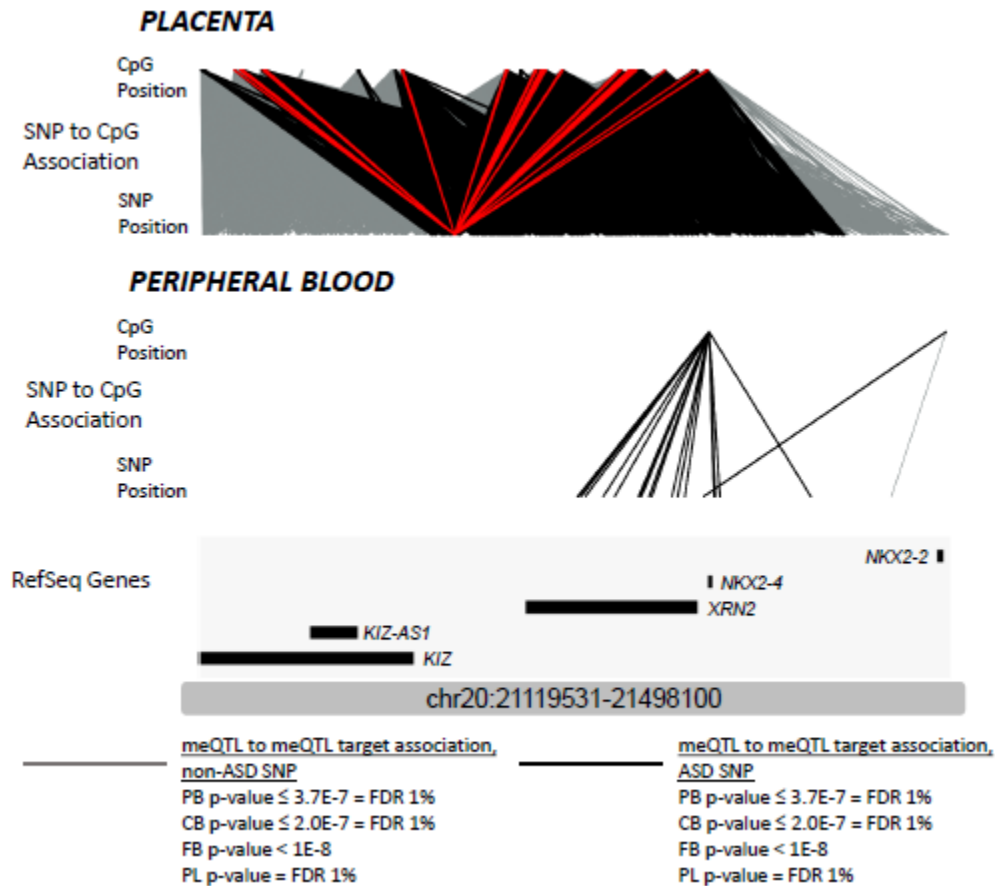 PLACENTA
CpG
Position
SNP to CpG
Association
SNP
Position
PERIPHERAL BLOOD
CpG
Position
SNP to CpG
Association
SNP
Position
RefSeq Genes
NKX2-2
NKX2-4
XRN2
KIZ-AS1
KIZ
chr20:21119531-21498100
meQTL to meQTL target association,
non-ASD SNP
PB p-value ≤ 3.7E-7 = FDR 1%
CB p-value ≤ 2.0E-7 = FDR 1%
FB p-value < 1E-8
PL p-value = FDR 1%
meQTL to meQTL target association,
ASD SNP
PB p-value ≤ 3.7E-7 = FDR 1%
CB p-value ≤ 2.0E-7 = FDR 1%
FB p-value < 1E-8
PL p-value = FDR 1%